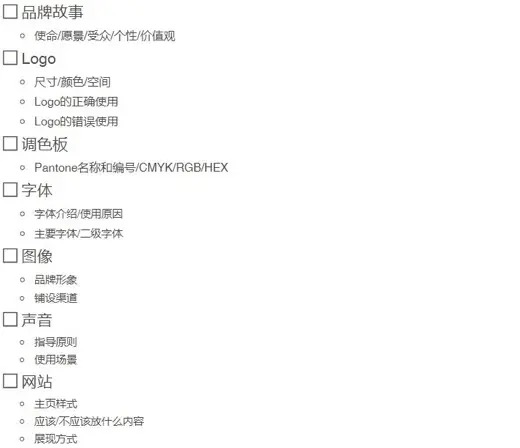 品牌故事
使命/愿景/受众/个性/价值观
Logo
尺寸/颜色/空间
Logo的正确使用
Logo的错误使用
调色板
Pantone名称和编号/CMYK/RGB/HEX
字体
字体介绍/使用原因
主要字体/二级字体
图像
品牌形象
铺设渠道
声音
指导原则
使用场景
网站
主页样式
应该/不应该放什么内容
展现方式